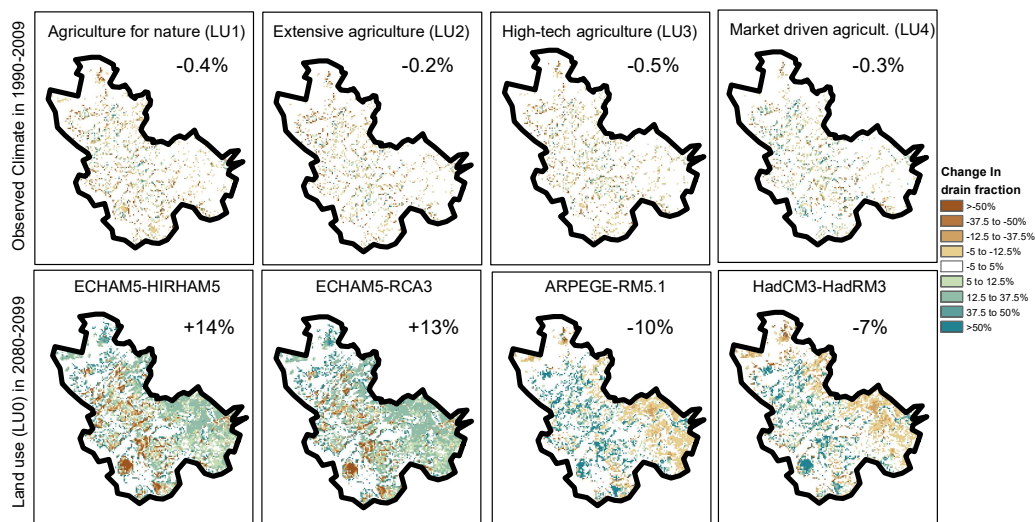 Observed Climate in 1990-2009
Agriculture for nature (LU1)
-0.4%
Extensive agriculture (LU2)
-0.2%
High-tech agriculture (LU3)
-0.5%
Market driven agricult. (LU4)
-0.3%
Change In
drain fraction
>-50%
-37.5 to -50%
-12.5 to -37.5%
-5 to -12.5%
-5 to 5%
5 to 12.5%
12.5 to 37.5%
37.5 to 50%
>50%
Land use (LU0) in 2080-2099
ECHAM5-HIRHAM5
+14%
ECHAM5-RCA3
+13%
ARPEGE-RM5.1
-10%
HadCM3-HadRM3
-7%